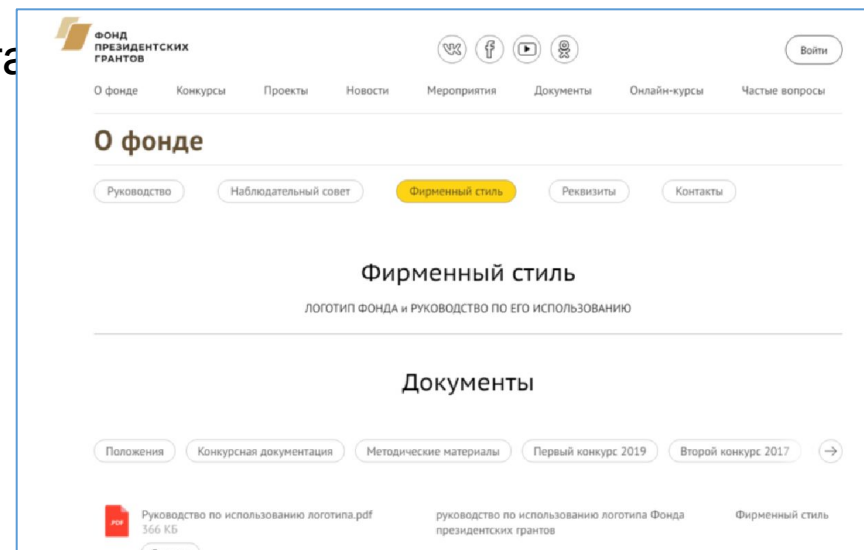 ФОНД
ПРЕЗИДЕНТСКИХ
ГРАНТОВ
Войти
О фонде Конкурсы Проекты Новости Мероприятия Документы Онлайн-курсы Частые вопросы
О фонде
Руководство Наблюдательный совет Фирменный стиль Реквизиты Контакты
Фирменный стиль
ЛОГОТИП ФОНДА и РУКОВОДСТВО ПО ЕГО ИСПОЛЬЗОВАНИЮ
Документы
Положения Конкурсная документация Методические материалы Первый конкурс 2019 Второй конкурс 2017
PDF Руководство по использованию логотипа.pdf руководство по использованию логотипа Фонда Фирменный стиль
366 КБ президентских грантов